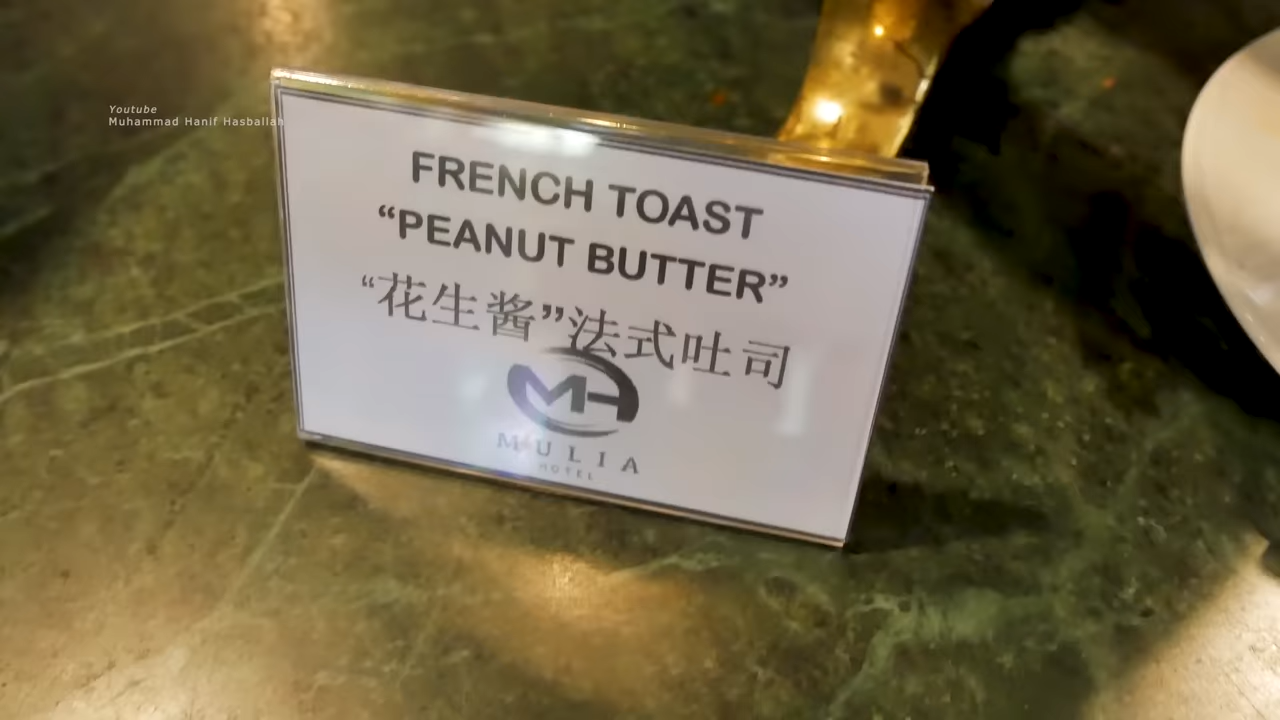 Youtube
Muhammad Hanif Hasballah
FRENCH TOAST
“PEANUT BUTTER”
“花生酱”法式吐司
MH
MULIA
HOTEL